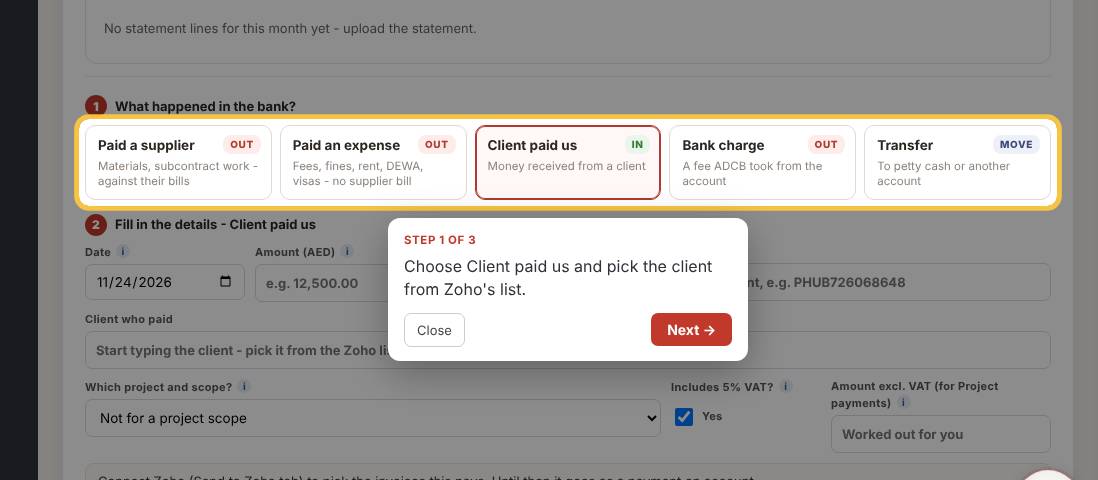 No statement lines for this month yet - upload the statement.
1 What happened in the bank?
Paid a supplier OUT
Materials, subcontract work -
against their bills
Paid an expense OUT
Fees, fines, rent, DEWA,
visas - no supplier bill
Client paid us IN
Money received from a client
Bank charge OUT
A fee ADCB took from the
account
Transfer MOVE
To petty cash or another
account
2 Fill in the details - Client paid us
Date i
Amount (AED) i
11/24/2026
e.g. 12,500.00
e.g. PHUB726068648
STEP 1 OF 3
Choose Client paid us and pick the client
from Zoho's list.
Close
Next →
Client who paid
Start typing the client - pick it from the Zoho
Which project and scope? i
Includes 5% VAT? i
Amount excl. VAT (for Project
payments) i
Not for a project scope
Yes
Worked out for you